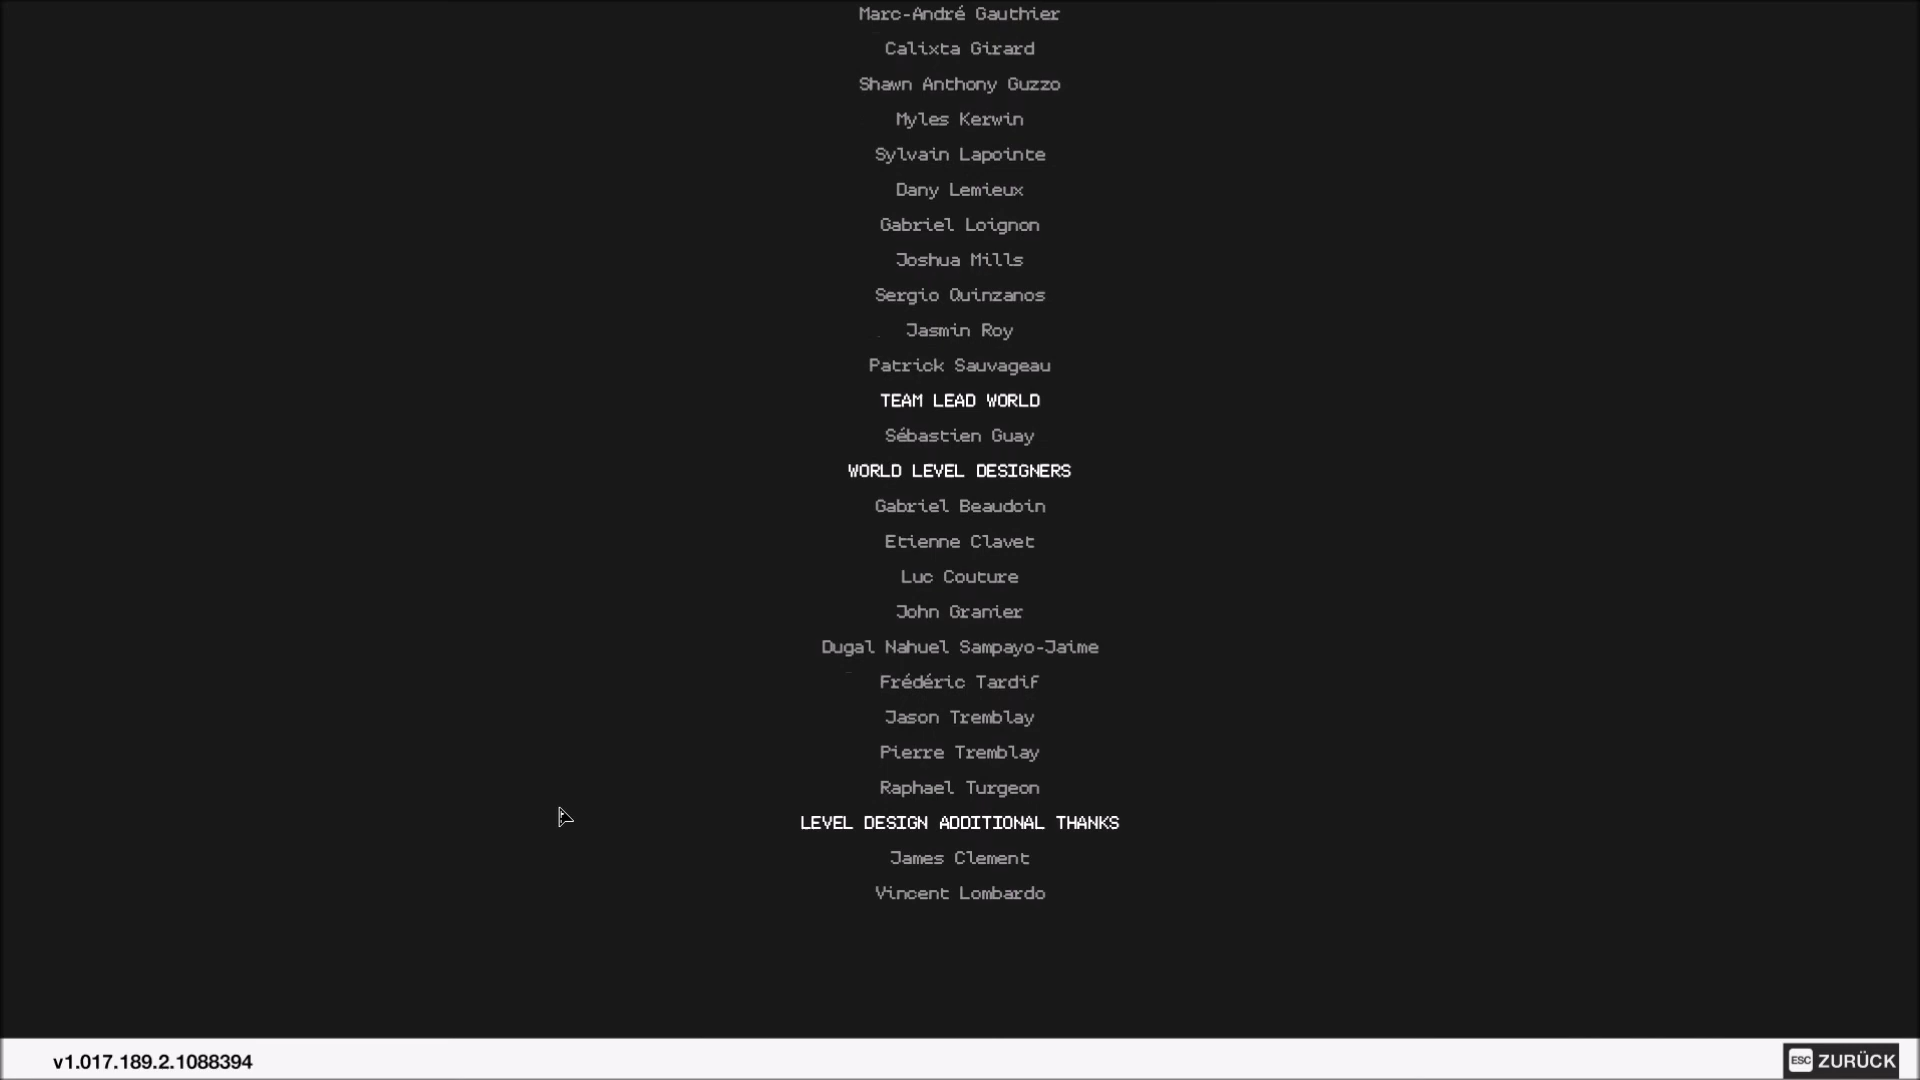 Marc-André Gauthier
Calixta Girard
Shawn Anthony Guzzo
Myles Kerwin
Sylvain Lapointe
Dany Lemieux
Gabriel Loignon
Joshua Mills
Sergio Quinzanos
Jasmin Roy
Patrick Sauvageau
TEAM LEAD WORLD
Sébastien Guay
WORLD LEVEL DESIGNERS
Gabriel Beaudoin
Etienne Clavet
Luc Couture
John Granier
Dugal Nahuel Sampayo-Jaime
Frédéric Tardif
Jason Tremblay
Pierre Tremblay
Raphael Turgeon
LEVEL DESIGN ADDITIONAL THANKS
James Clement
Vincent Lombardo
v1.017.189.2.1088394
ESC ZURÜCK